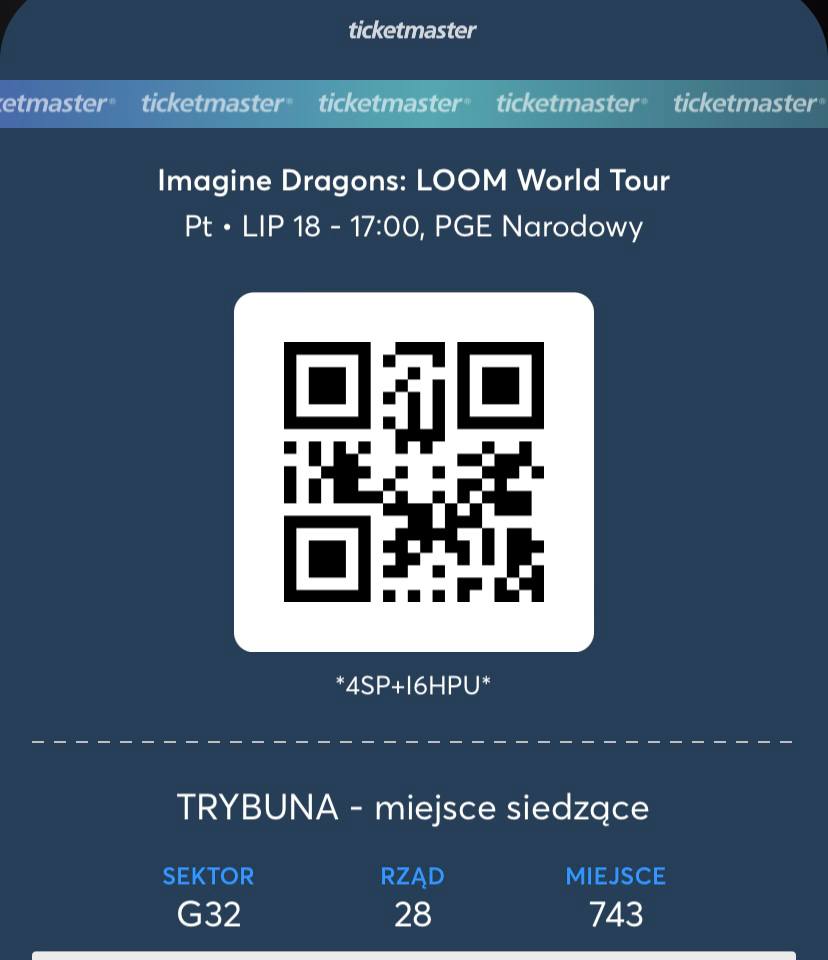 ticketmaster
etmaster® ticketmaster® ticketmaster® ticketmaster® ticketmaster®
Imagine Dragons: LOOM World Tour
Pt • LIP 18 - 17:00, PGE Narodowy
*4SP+I6HPU*
TRYBUNA - miejsce siedzące
SEKTOR RZĄD MIEJSCE
G32 28 743